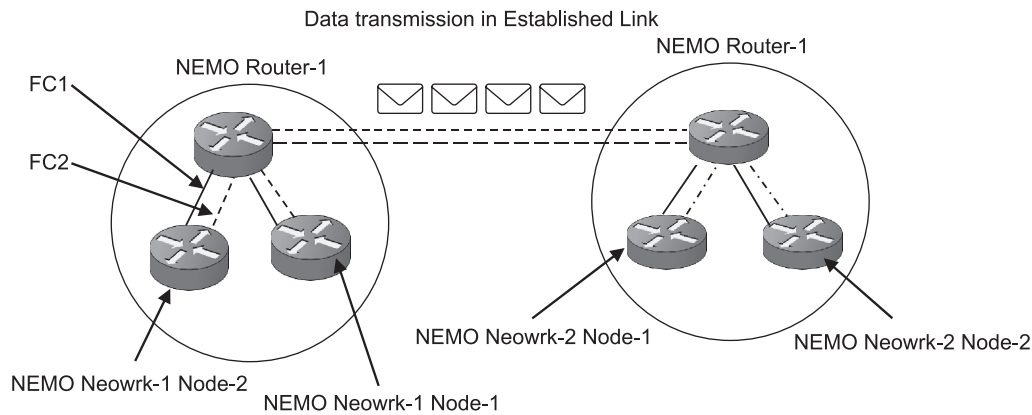 Data transmission in Established Link
NEMO Router-1
NEMO Router-1
FC1
FC2
NEMO Neowrk-2 Node-1
NEMO Neowrk-2 Node-2
NEMO Neowrk-1 Node-2
NEMO Neowrk-1 Node-1